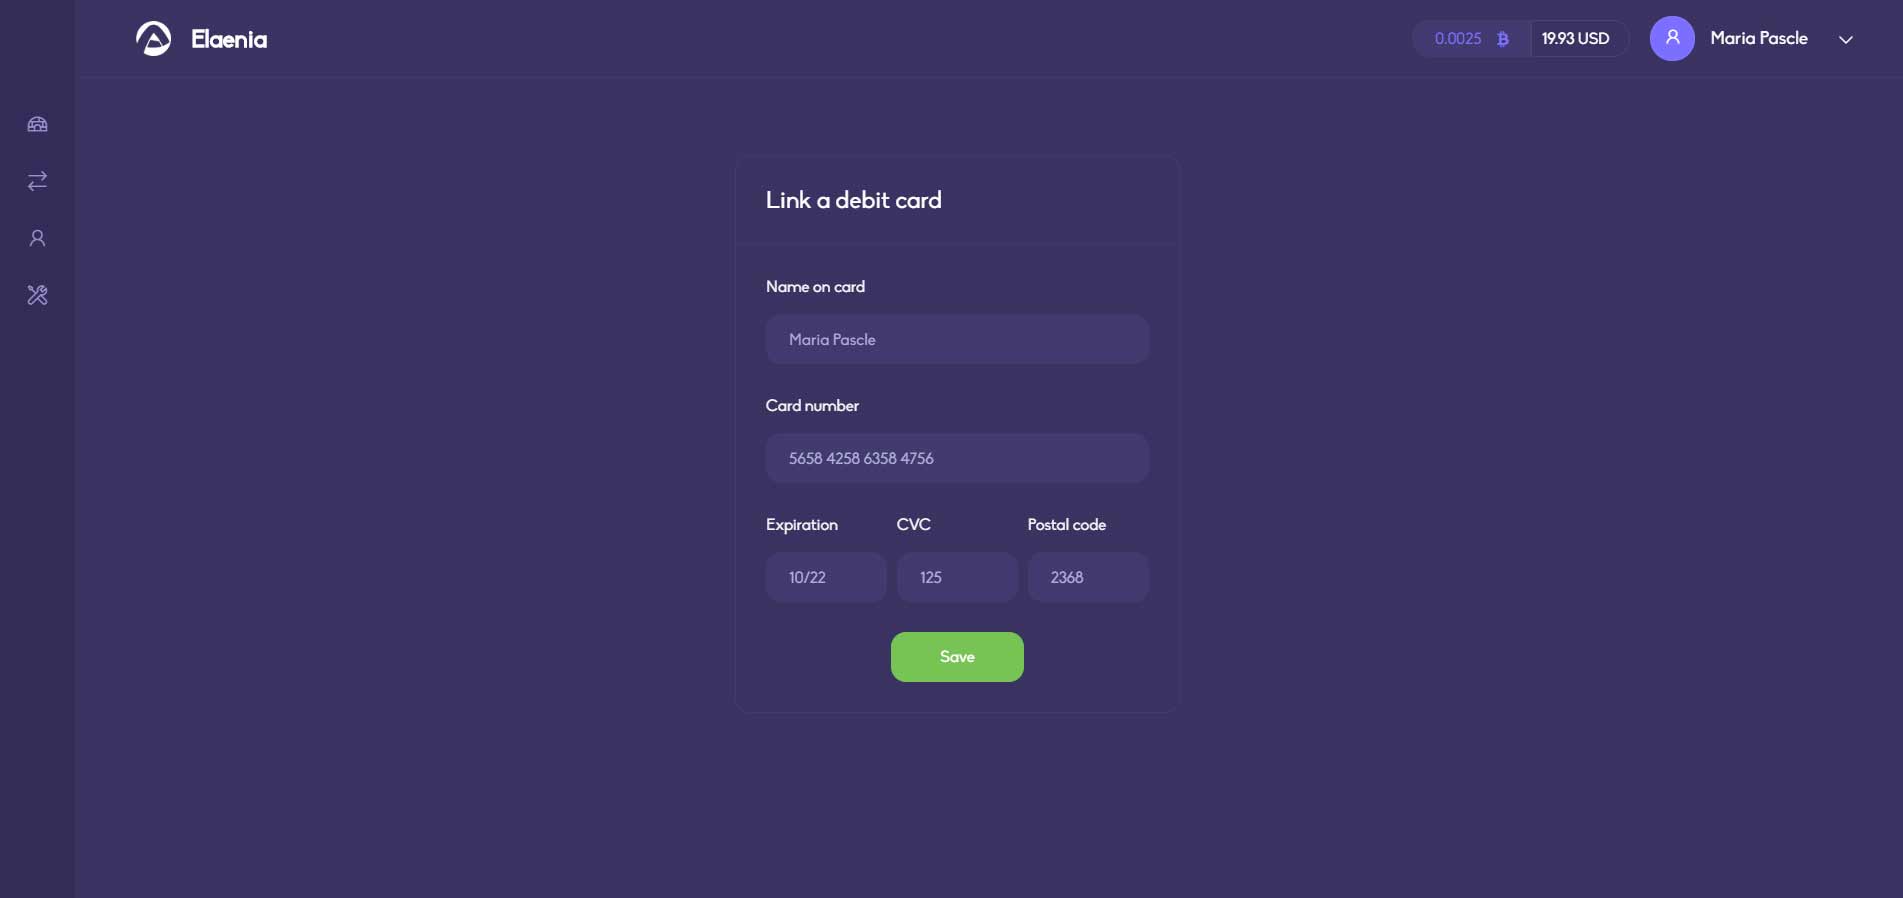 Elaenia
0.0025 19.93 USD
Maria Pascle
Link a debit card
Name on card
Maria Pascle
Card number
5658 4258 6358 4756
Expiration CVC Postal code
10/22 125 2368
Save